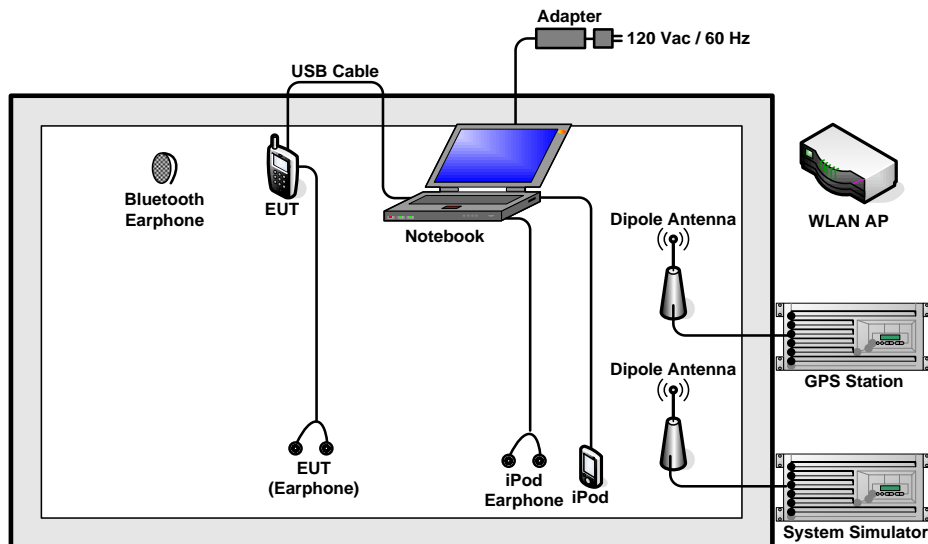 Adapter
120 Vac / 60 Hz
USB Cable
Bluetooth
Earphone
EUT
Notebook
Dipole Antenna
WLAN AP
GPS Station
Dipole Antenna
EUT
(Earphone)
iPod
Earphone
iPod
System Simulator